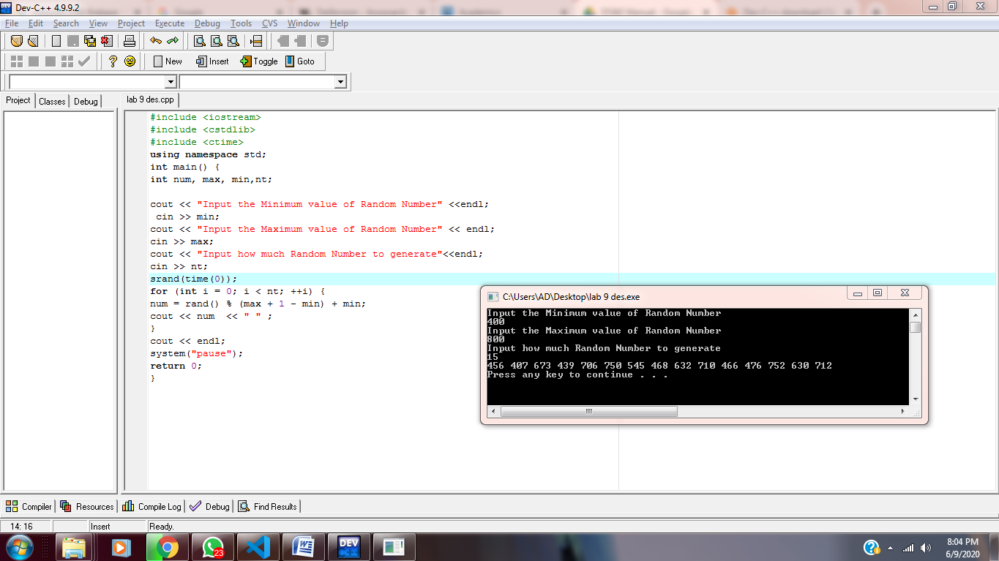 Dev-C++ 4.9.9.2
File Edit Search View Project Execute Debug Tools CVS Window Help
New Insert Toggle Goto
Project Classes Debug
lab 9 des.cpp
#include <iostream>
#include <cstdlib>
#include <ctime>
using namespace std;
int main() {
int num, max, min,nt;
cout << "Input the Minimum value of Random Number" <<endl;
cin >> min;
cout << "Input the Maximum value of Random Number" << endl;
cin >> max;
cout << "Input how much Random Number to generate"<<endl;
cin >> nt;
srand(time(0));
for (int i = 0; i < nt; ++i) {
num = rand() % (max + 1 - min) + min;
cout << num  << " " ;
}
cout << endl;
system("pause");
return 0;
}
C:\Users\AD\Desktop\lab 9 des.exe
Input the Minimum value of Random Number
400
Input the Maximum value of Random Number
800
Input how much Random Number to generate
15
456 407 673 439 706 750 545 468 632 710 466 476 752 630 712
Press any key to continue . . .
Compiler Resources Compile Log Debug Find Results
14: 16 Insert Ready.
23
DEV
8:04 PM
6/9/2020